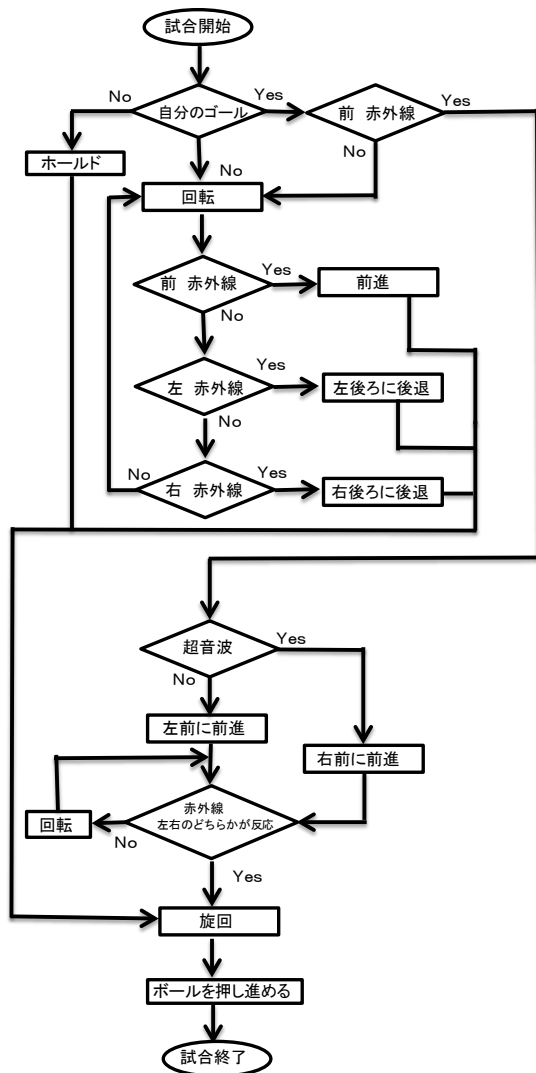 試合開始
No
自分のゴール
Yes
前 赤外線
Yes
ホールド
No
No
回転
前 赤外線
Yes
前進
No
左 赤外線
Yes
左後ろに後退
No
No
右 赤外線
Yes
右後ろに後退
超音波
Yes
No
左前に前進
右前に前進
回転
No
赤外線
左右のどちらかが反応
Yes
旋回
ボールを押し進める
試合終了